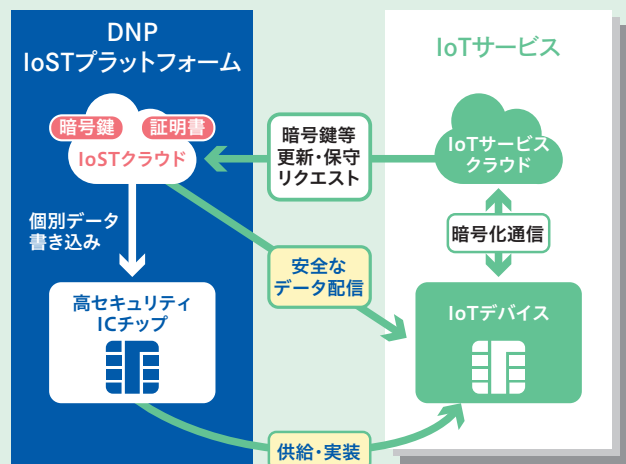 DNP
IoSTプラットフォーム
IoTサービス
暗号鍵
証明書
IoSTクラウド
暗号鍵等
更新・保守
リクエスト
IoTサービス
クラウド
個別データ
書き込み
暗号化通信
安全な
データ配信
高セキュリティ
ICチップ
IoTデバイス
供給・実装